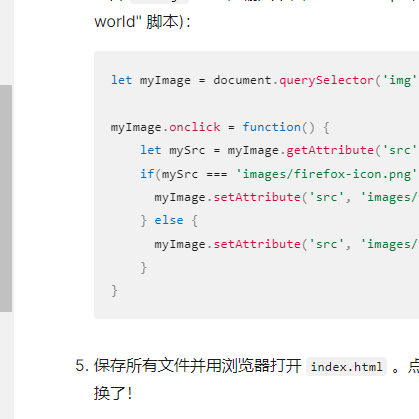 world" 脚本)：
let myImage = document.querySelector('img'
myImage.onclick = function() {
let mySrc = myImage.getAttribute('src'
if(mySrc === 'images/firefox-icon.png'
myImage.setAttribute('src', 'images/
} else {
myImage.setAttribute('src', 'images/
}
}
5. 保存所有文件并用浏览器打开 index.html 。点
换了！